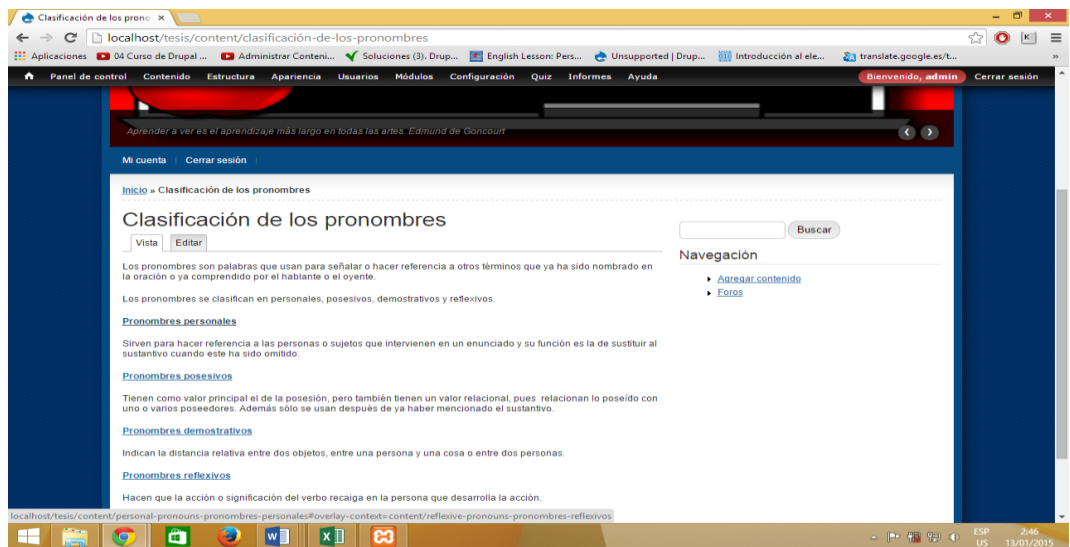 Clasificación de los prono
localhost/tesis/content/clasificación-de-los-pronombres
Aplicaciones 04 Curso de Drupal ... Administrar Conteni... Soluciones (3). Drup... English Lesson: Pers... Unsupported | Drup... Introducción al ele... translate.google.es/t... »
Panel de control Contenido Estructura Apariencia Usuarios Módulos Configuración Quiz Informes Ayuda Bienvenido, admin Cerrar sesión
Aprender a ver es el aprendizaje más largo en todas las artes. Edmund de Goncourt
Mi cuenta | Cerrar sesión |
Inicio » Clasificación de los pronombres
Clasificación de los pronombres
Buscar
Vista Editar
Navegación
Los pronombres son palabras que usan para señalar o hacer referencia a otros términos que ya ha sido nombrado en
la oración o ya comprendido por el hablante o el oyente.
Agregar contenido
Foros
Los pronombres se clasifican en personales, posesivos, demostrativos y reflexivos.
Pronombres personales
Sirven para hacer referencia a las personas o sujetos que intervienen en un enunciado y su función es la de sustituir al
sustantivo cuando este ha sido omitido.
Pronombres posesivos
Tienen como valor principal el de la posesión, pero también tienen un valor relacional, pues relacionan lo poseído con
uno o varios poseedores. Además sólo se usan después de ya haber mencionado el sustantivo.
Pronombres demostrativos
Indican la distancia relativa entre dos objetos, entre una persona y una cosa o entre dos personas.
Pronombres reflexivos
Hacen que la acción o significación del verbo recaiga en la persona que desarrolla la acción.
localhost/tesis/content/personal-pronouns-pronombres-personales#overlay-context=content/reflexive-pronouns-pronombres-reflexivos
ESP 2:46
US 13/01/2015